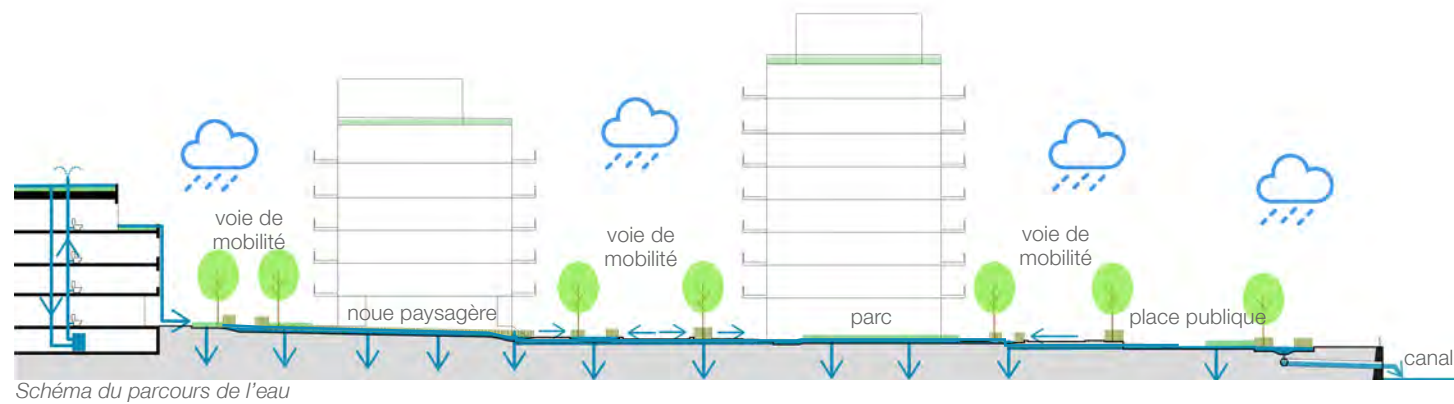 voie de
mobilité
noue paysagère
voie de
mobilité
parc
voie de
mobilité
place publique
canal
Schéma du parcours de l'eau